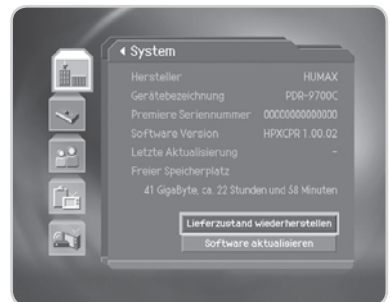 System
Hersteller HUMAX
Gerätebezeichnung PDR-9700C
Premiere Seriennummer 0000000000000
Software Version HPXCPR 1.00.02
Letzte Aktualisierung -
Freier Speicherplatz
41 GigaByte, ca. 22 Stunden und 58 Minuten
Lieferzustand wiederherstellen
Software aktualisieren